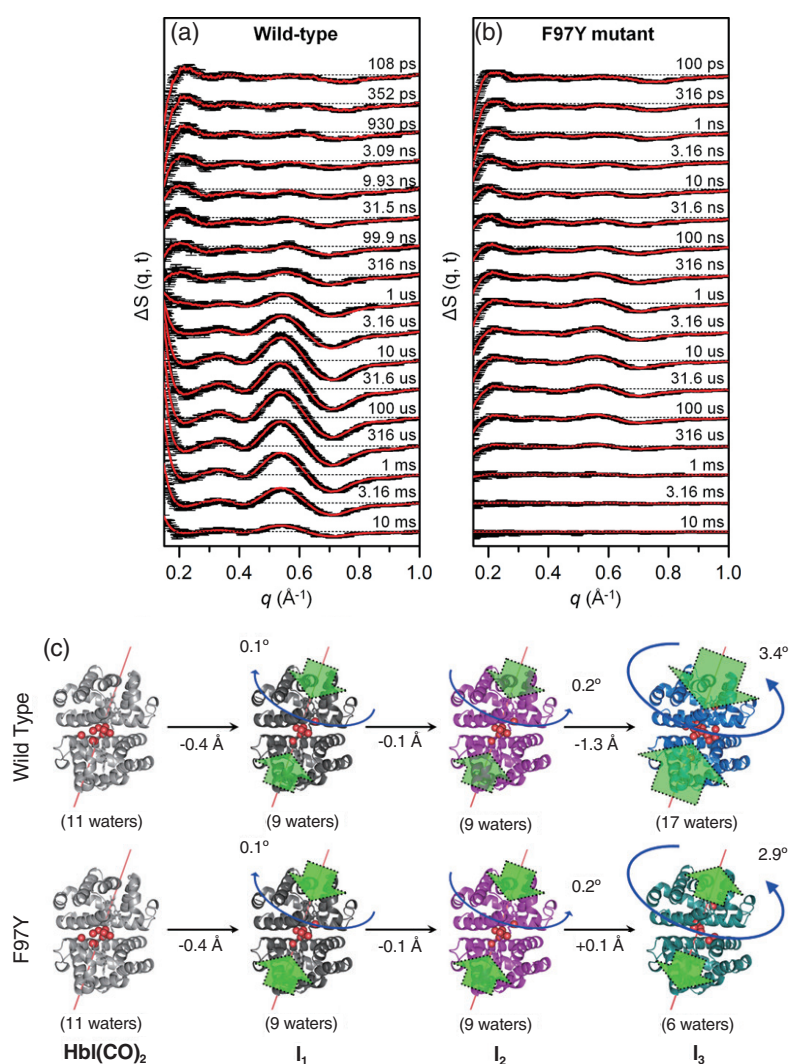 (a) Wild-type
108 ps
352 ps
930 ps
3.09 ns
9.93 ns
31.5 ns
99.9 ns
316 ns
1 us
3.16 us
10 us
31.6 us
100 us
316 us
1 ms
3.16 ms
10 ms
ΔS (q, t)
0.2 0.4 0.6 0.8 1.0
q (Å-1)
(b) F97Y mutant
100 ps
316 ps
1 ns
3.16 ns
10 ns
31.6 ns
100 ns
316 ns
1 us
3.16 us
10 us
31.6 us
100 us
316 us
1 ms
3.16 ms
10 ms
ΔS (q, t)
0.2 0.4 0.6 0.8 1.0
q (Å-1)
(c)
Wild Type
0.1° 0.2° 3.4°
-0.4 Å -0.1 Å -1.3 Å
(11 waters) (9 waters) (9 waters) (17 waters)
F97Y
0.1° 0.2° 2.9°
-0.4 Å -0.1 Å +0.1 Å
(11 waters) (9 waters) (9 waters) (6 waters)
Hbl(CO)2 I1 I2 I3